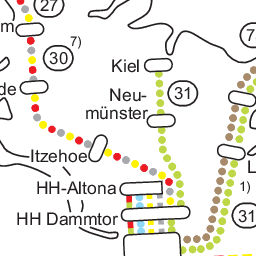 27
m
7)
30
Kiel
7
de
31
Neu-
münster
Itzehoe
L
1)
HH-Altona
31
HH Dammtor